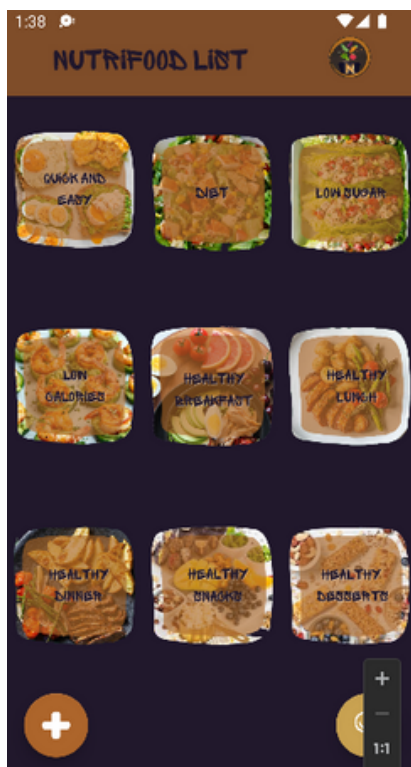 1:38
NUTRIFOOD LIST
N
QUICK AND
EASY
DIET
LOW SUGAR
LOW
CALORIES
HEALTHY
BREAKFAST
HEALTHY
LUNCH
HEALTHY
DINNER
HEALTHY
SNACKS
HEALTHY
DESSERTS
1:1